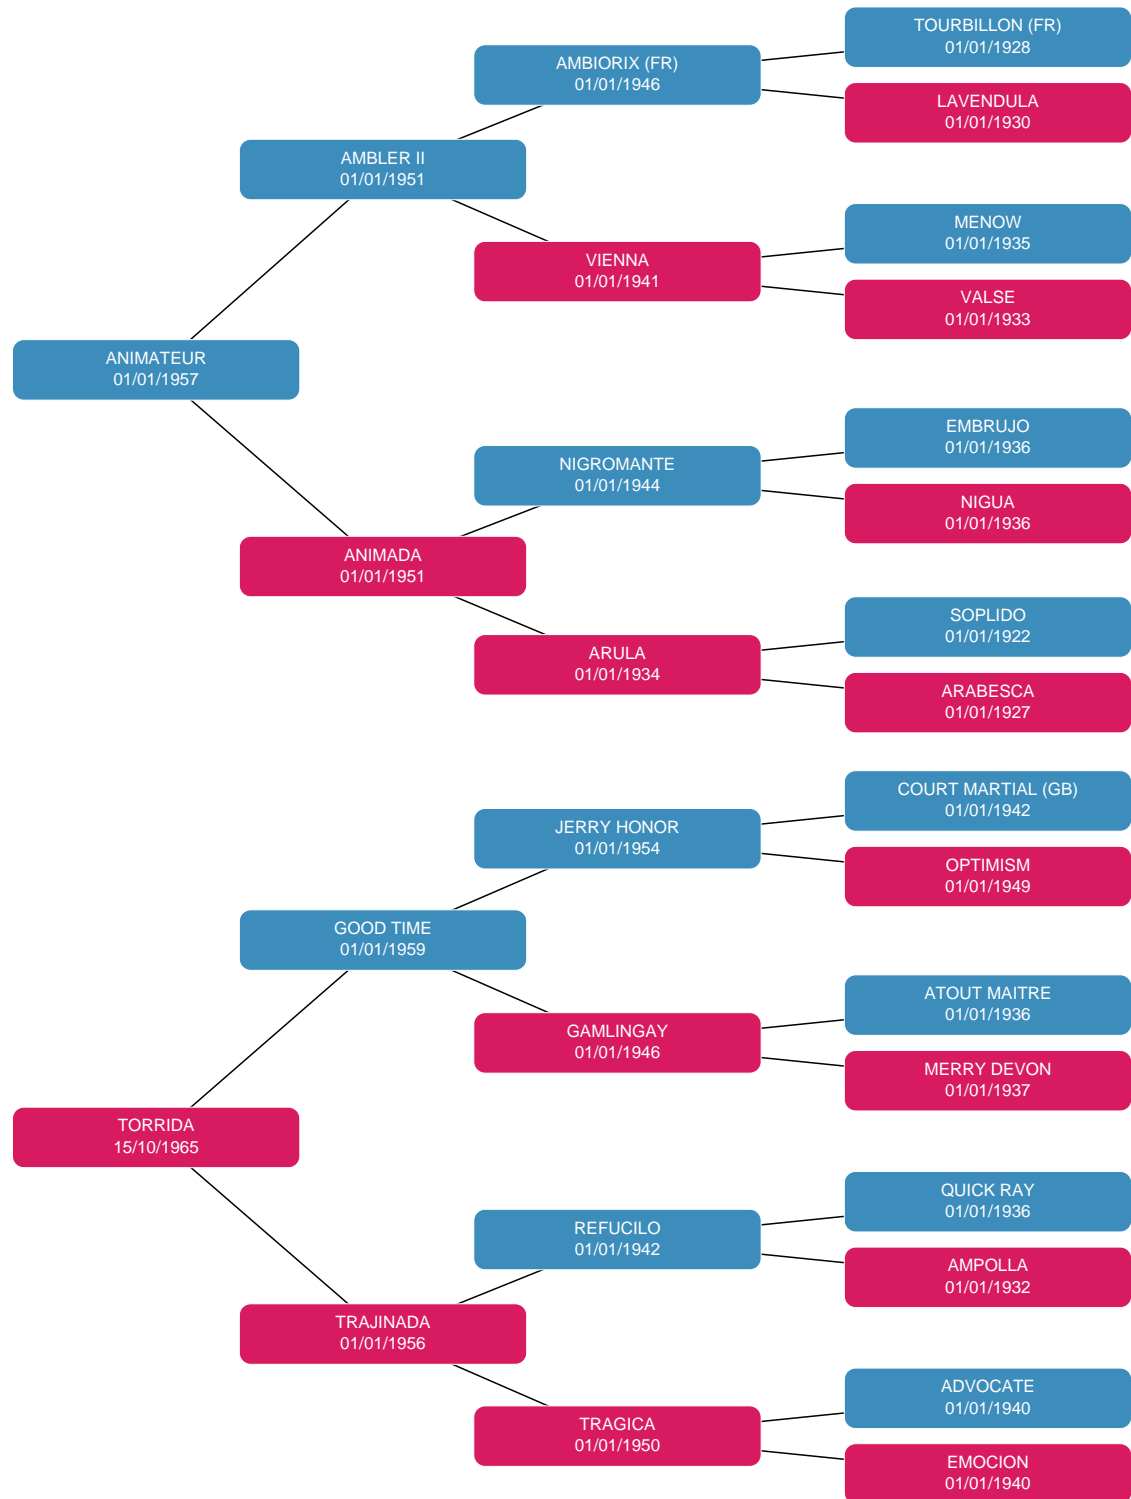 TOURBILLON (FR)
01/01/1928
AMBIORIX (FR)
01/01/1946
LAVENDULA
01/01/1930
AMBLER II
01/01/1951
MENOW
01/01/1935
VIENNA
01/01/1941
VALSE
01/01/1933
ANIMATEUR
01/01/1957
EMBRUJO
01/01/1936
NIGROMANTE
01/01/1944
NIGUA
01/01/1936
ANIMADA
01/01/1951
SOPLIDO
01/01/1922
ARULA
01/01/1934
ARABESCA
01/01/1927
COURT MARTIAL (GB)
01/01/1942
JERRY HONOR
01/01/1954
OPTIMISM
01/01/1949
GOOD TIME
01/01/1959
ATOUT MAITRE
01/01/1936
GAMLINGAY
01/01/1946
MERRY DEVON
01/01/1937
TORRIDA
15/10/1965
QUICK RAY
01/01/1936
REFUCILO
01/01/1942
AMPOLLA
01/01/1932
TRAJINADA
01/01/1956
ADVOCATE
01/01/1940
TRAGICA
01/01/1950
EMOCION
01/01/1940